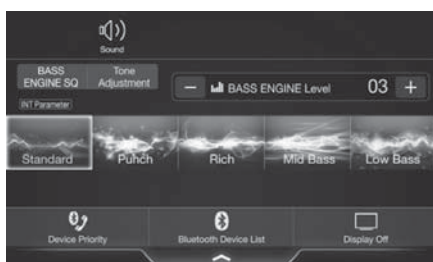 Sound
BASS ENGINE SQ
Tone Adjustment
BASS ENGINE Level 03
INT Parameter
Standard
Punch
Rich
Mid Bass
Low Bass
Device Priority
Bluetooth Device List
Display Off